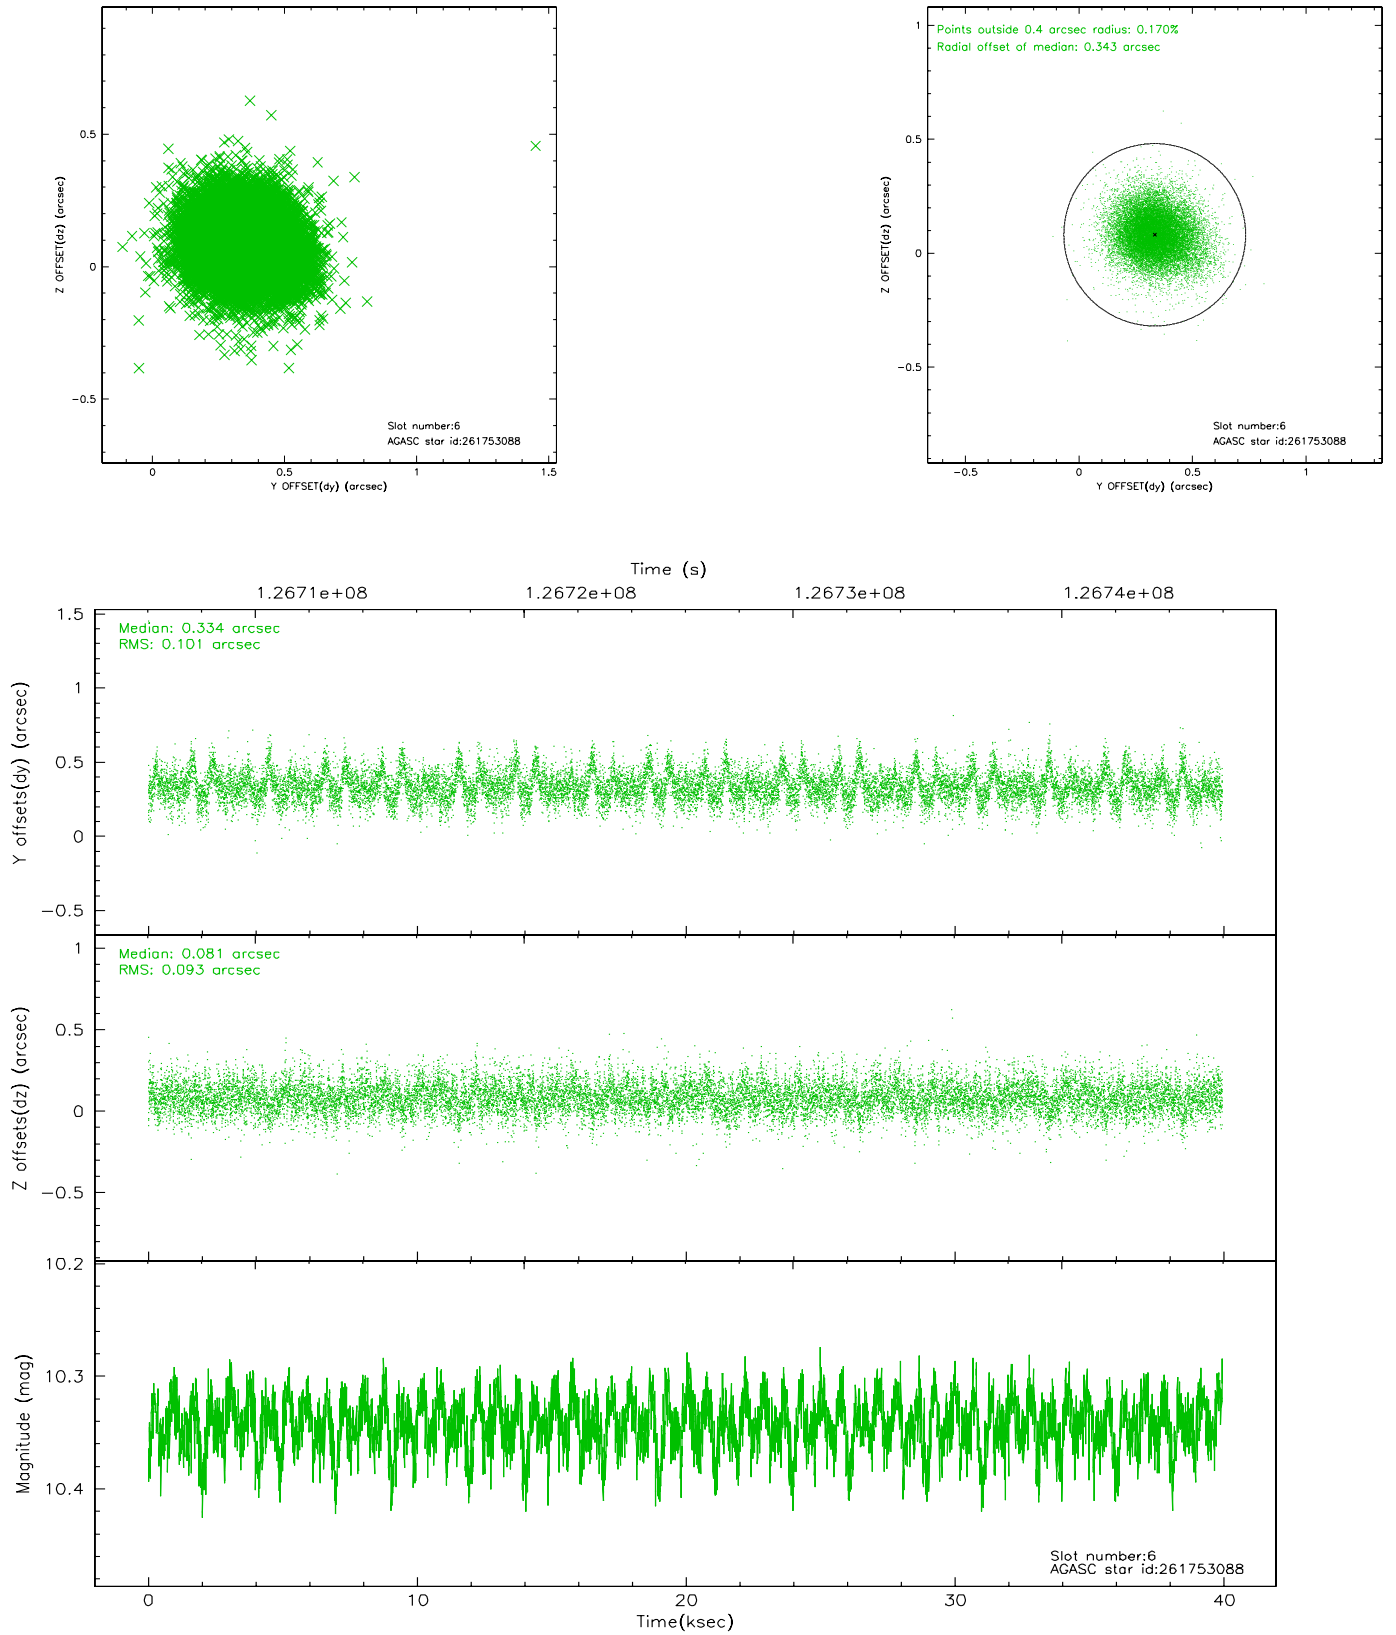 0.5
0
−0.5
Z OFFSET(dz) (arcsec)
Slot number:6
AGASC star id:261753088
0 0.5 1 1.5
Y OFFSET(dy) (arcsec)
Points outside 0.4 arcsec radius: 0.170%
Radial offset of median: 0.343 arcsec
1
0.5
0
−0.5
Z OFFSET(dz) (arcsec)
Slot number:6
AGASC star id:261753088
−0.5 0 0.5 1
Y OFFSET(dy) (arcsec)
Time (s)
1.2671e+08 1.2672e+08 1.2673e+08 1.2674e+08
Median: 0.334 arcsec
RMS: 0.101 arcsec
1.5
1
0.5
0
−0.5
Y offsets(dy) (arcsec)
Median: 0.081 arcsec
RMS: 0.093 arcsec
1
0.5
0
−0.5
Z offsets(dz) (arcsec)
10.2
10.3
10.4
Magnitude (mag)
Slot number:6
AGASC star id:261753088
0 10 20 30 40
Time(ksec)